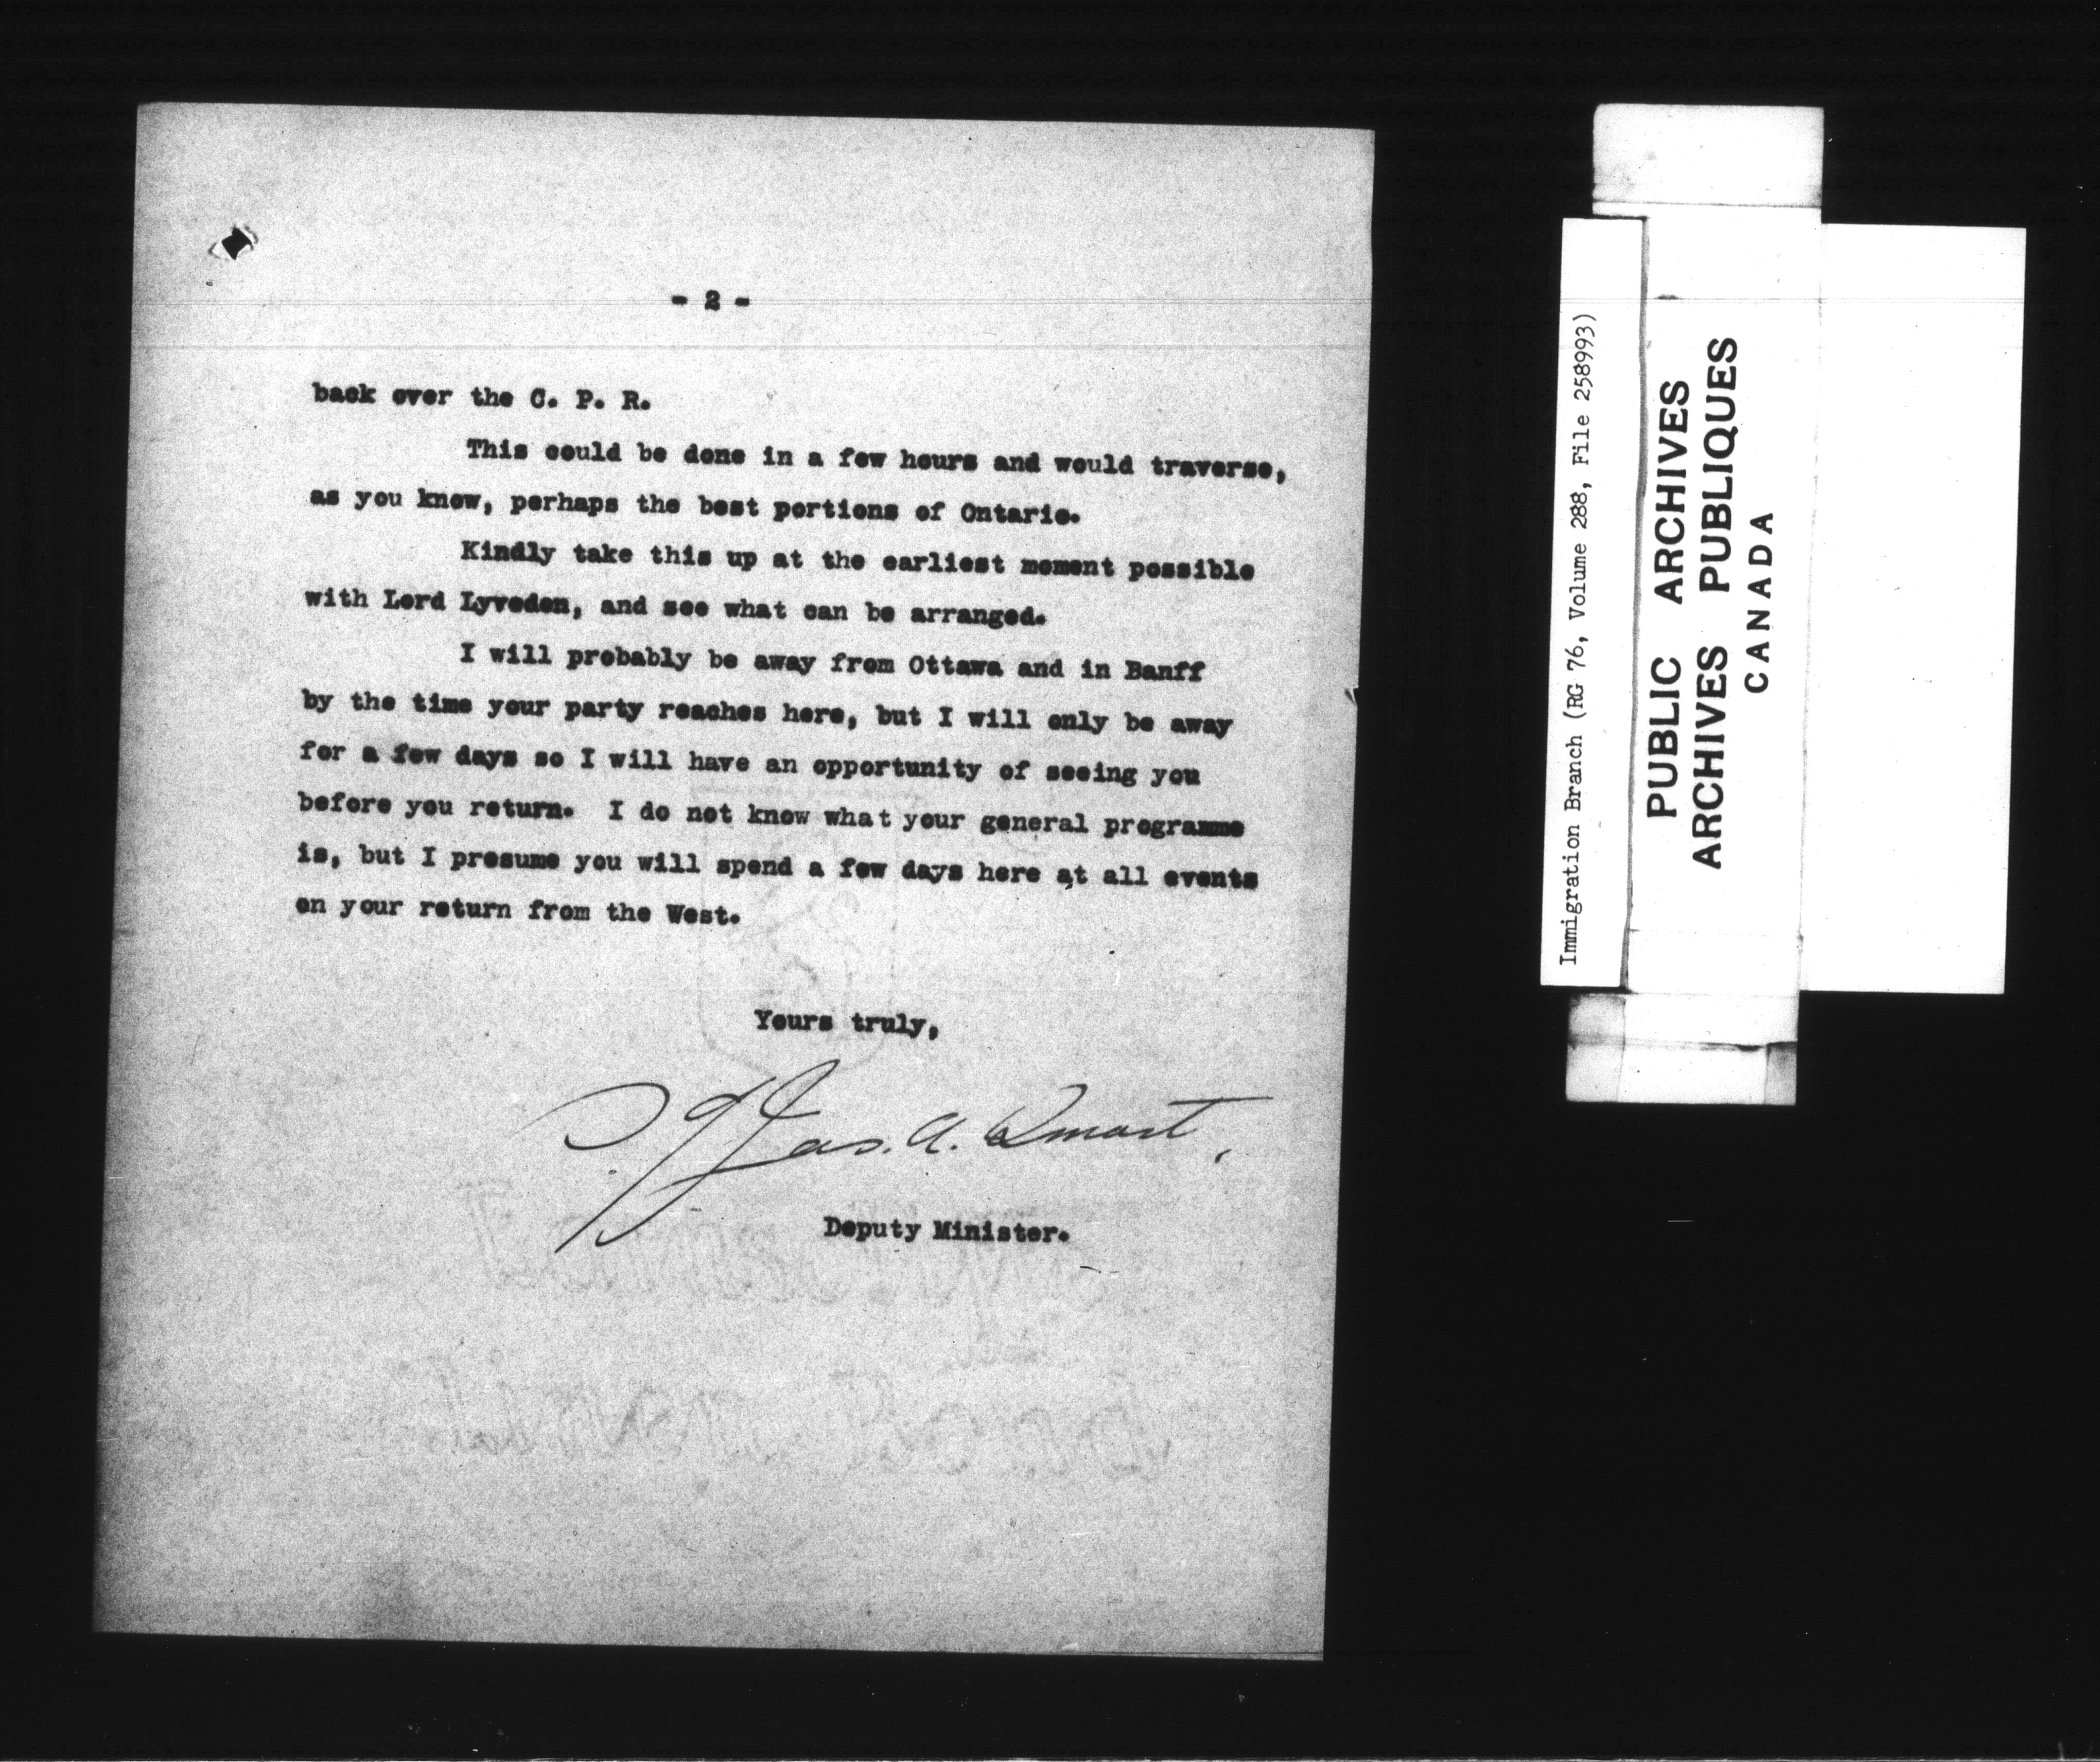 - 2 -
back over the C. P. R.
This could be done in a few hours and would traverse,
as you know, perhaps the best portions of Ontario.
Kindly take this up at the earliest moment possible
with Lord Lyveden, and see what can be arranged.
I will probably be away from Ottawa and in Banff
by the time your party reaches here, but I will only be away
for a few days so I will have an opportunity of seeing you
before you return. I do not know what your general programme
is, but I presume you will spend a few days here at all events
on your return from the West.
Yours truly,
Jas. A. Smart.
Deputy Minister.
Immigration Branch (RG 76, Volume 288, File 258993)
PUBLIC ARCHIVES
ARCHIVES PUBLIQUES
CANADA